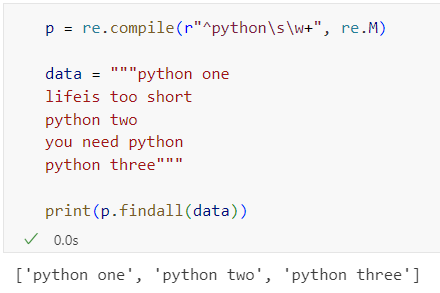 p = re.compile(r"^python\s\w+", re.M)
data = """python one
lifeis too short
python two
you need python
python three"""
print(p.findall(data))
0.0s
['python one', 'python two', 'python three']